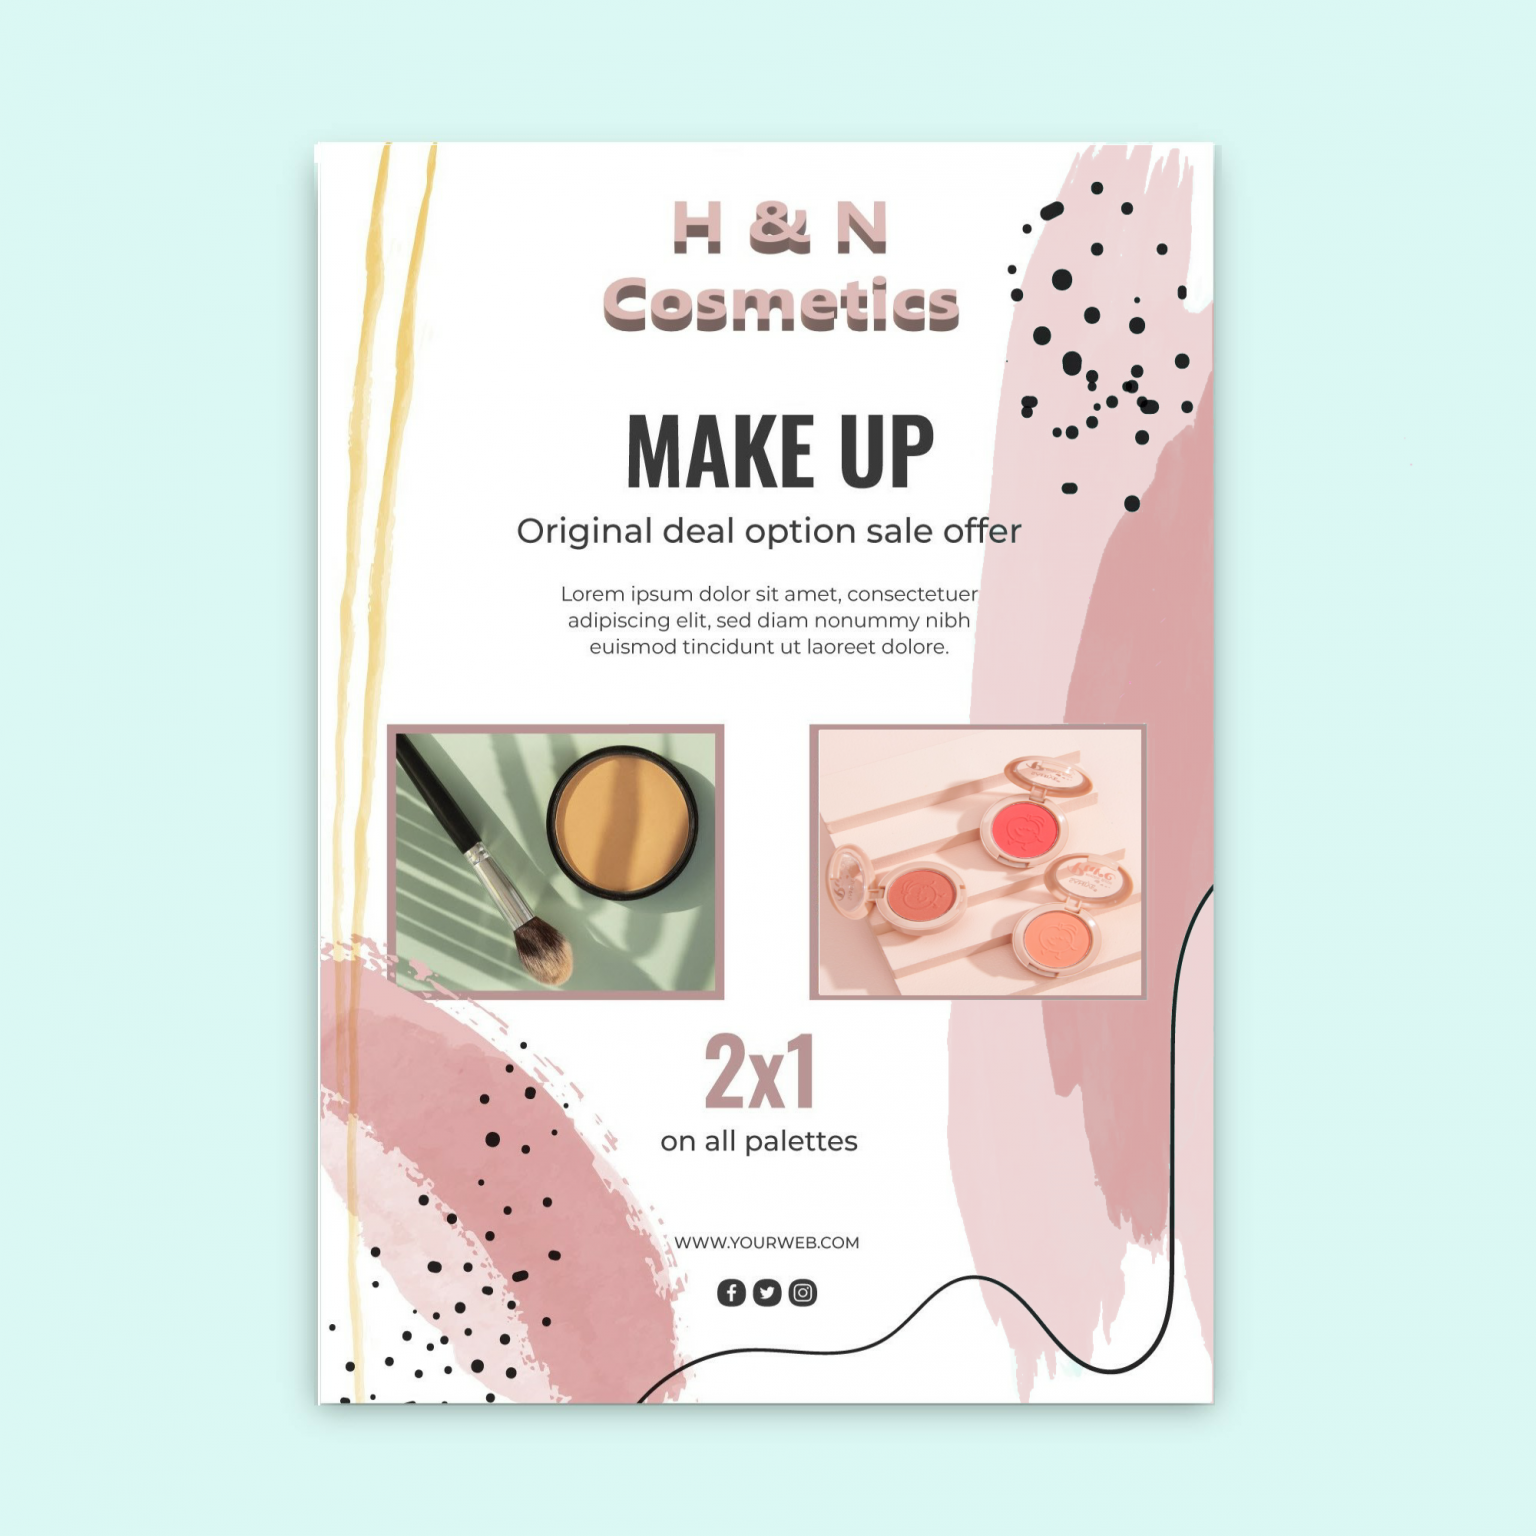 H & N
Cosmetics
MAKE UP
Original deal option sale offer
Lorem ipsum dolor sit amet, consectetuer
adipiscing elit, sed diam nonummy nibh
euismod tincidunt ut laoreet dolore.
2x1
on all palettes
WWW.YOURWEB.COM